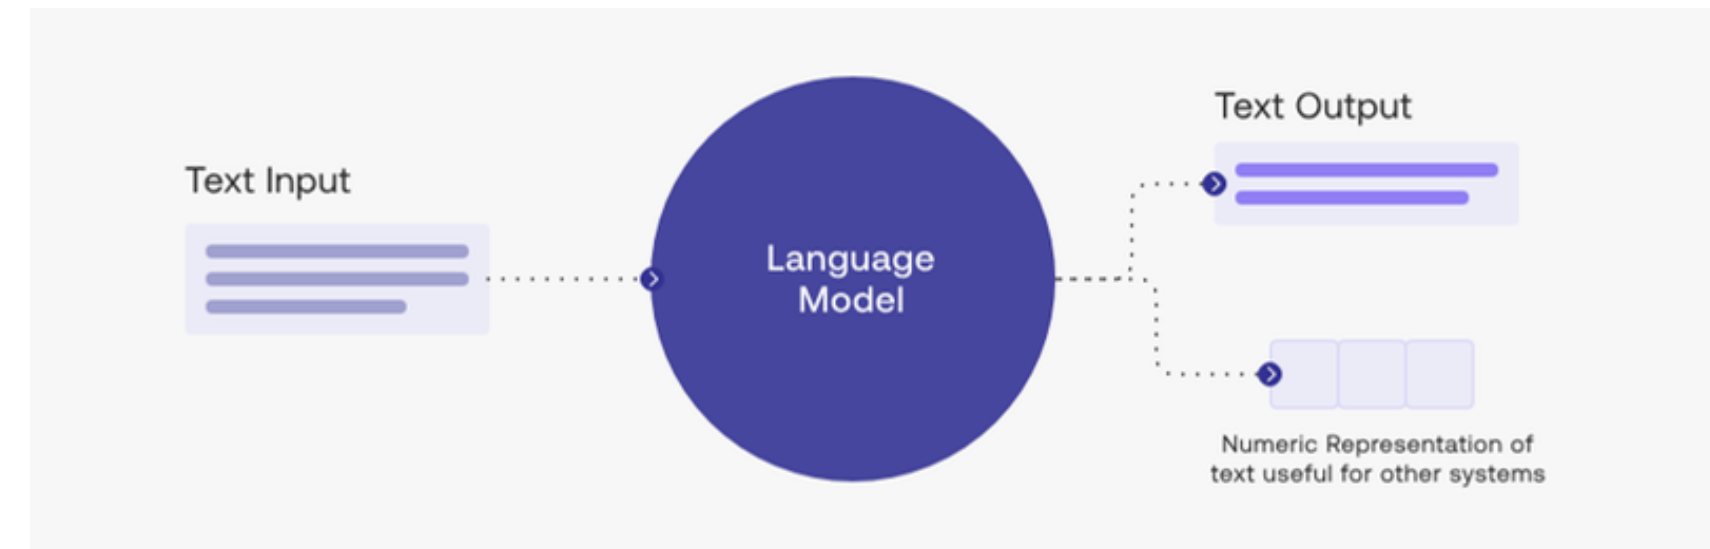 Text Input
Language
Model
Text Output
Numeric Representation of
text useful for other systems